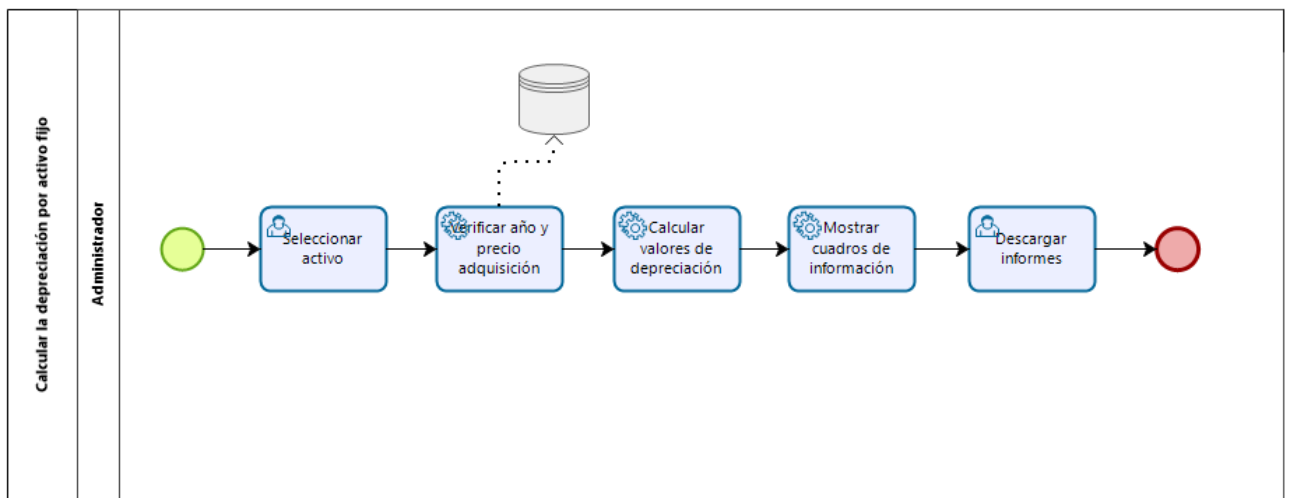 Calcular la depreciación por activo fijo
Administrador
Seleccionar
activo
Verificar año y
precio
adquisición
Calcular
valores de
depreciación
Mostrar
cuadros de
información
Descargar
informes